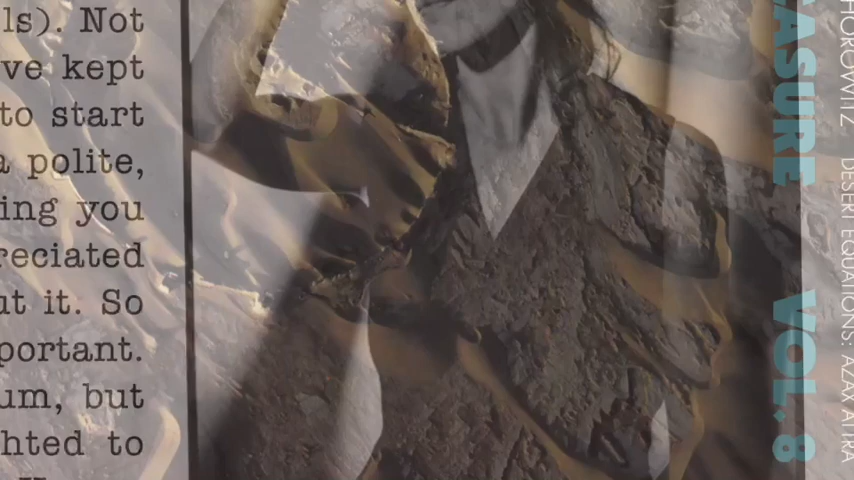 ls). Not
ve kept
to start
a polite,
ing you
reciated
ut it. So
portant.
um, but
hted to
EASURE VOL. 8
HOROWITZ DESERT EQUATIONS: AZAX ATTRA